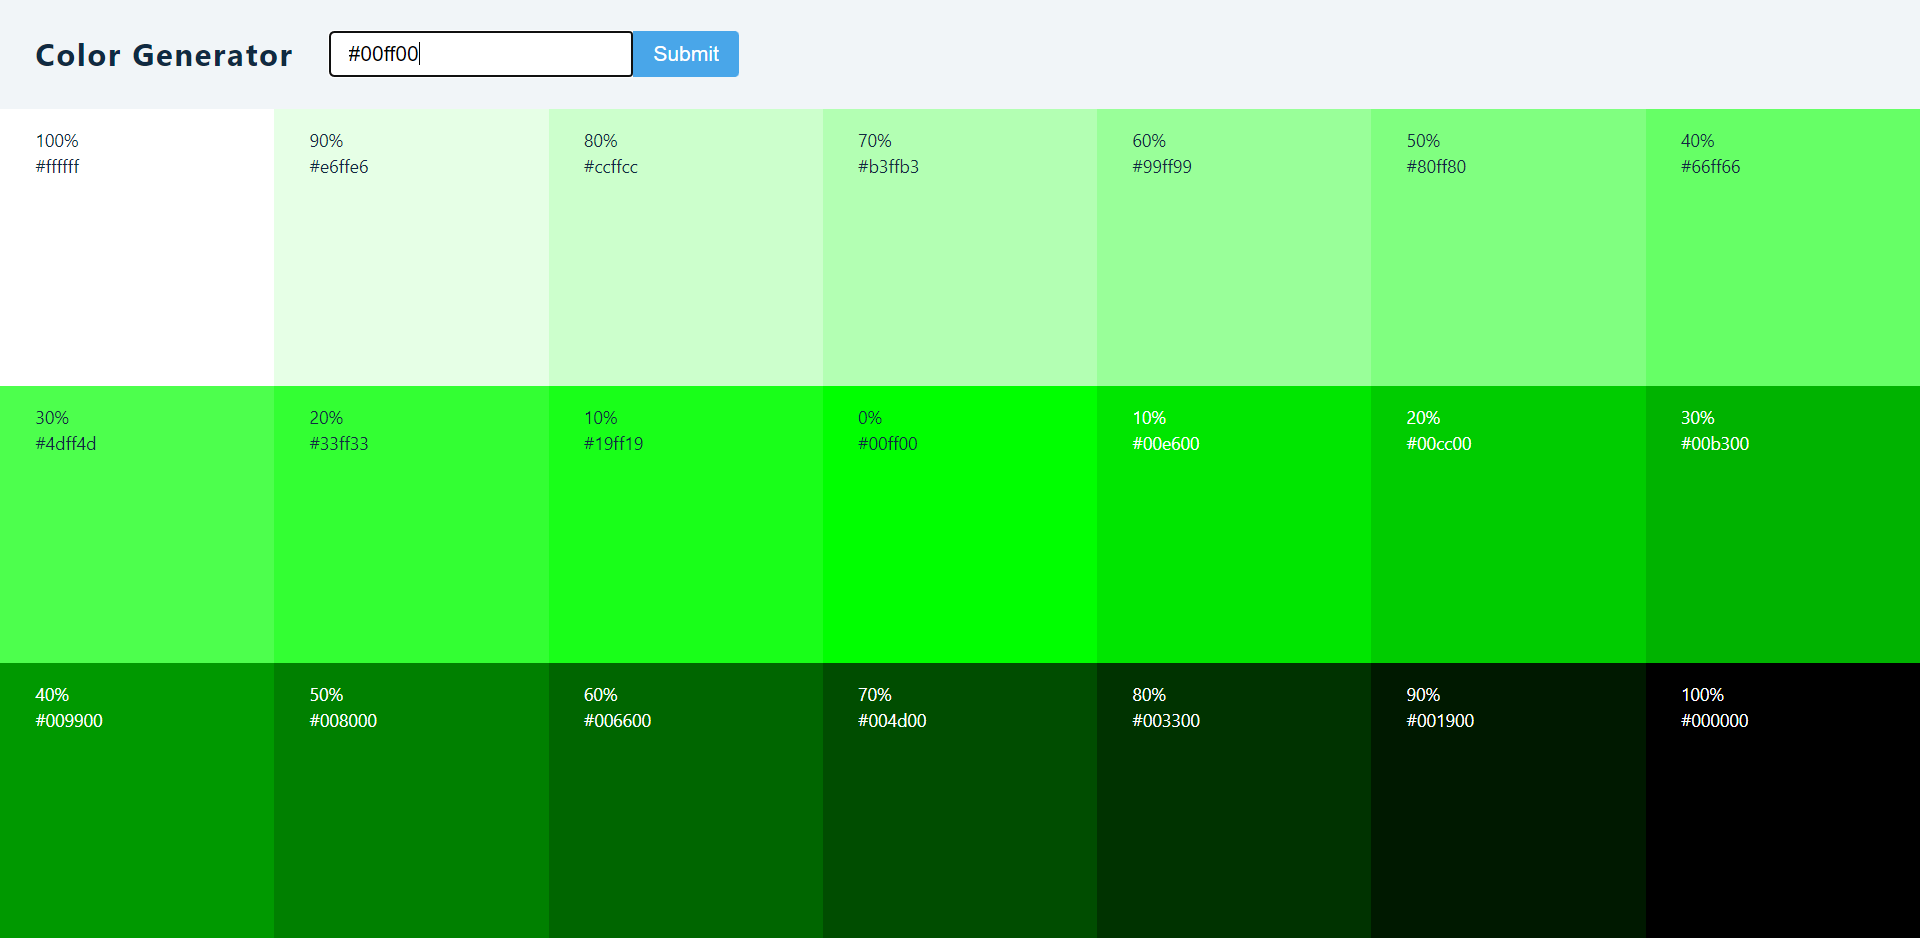 Color Generator
#00ff00
Submit
100%
#ffffff
90%
#e6ffe6
80%
#ccffcc
70%
#b3ffb3
60%
#99ff99
50%
#80ff80
40%
#66ff66
30%
#4dff4d
20%
#33ff33
10%
#19ff19
0%
#00ff00
10%
#00e600
20%
#00cc00
30%
#00b300
40%
#009900
50%
#008000
60%
#006600
70%
#004d00
80%
#003300
90%
#001900
100%
#000000